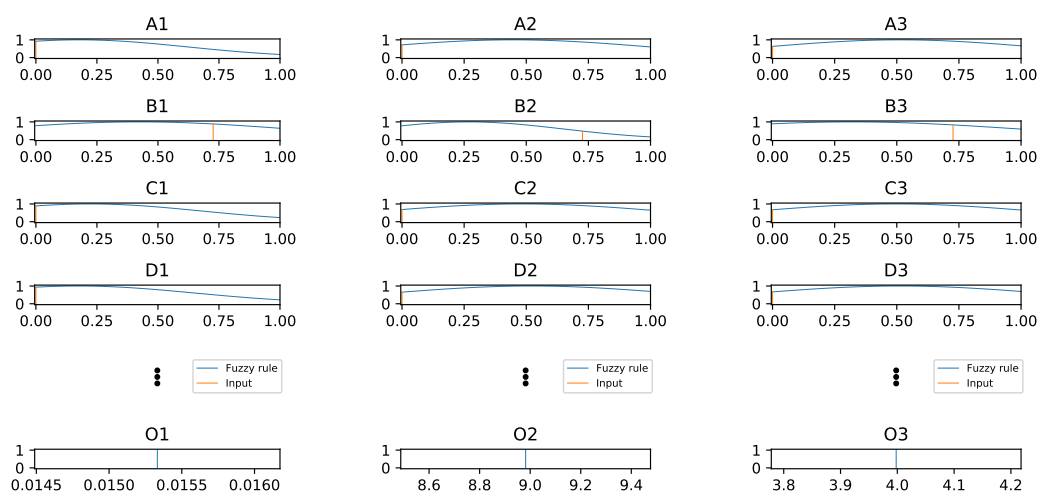 A1 A2 A3
1 1 1
0 0 0
0.00 0.25 0.50 0.75 1.00 0.00 0.25 0.50 0.75 1.00 0.00 0.25 0.50 0.75 1.00
B1 B2 B3
1 1 1
0 0 0
0.00 0.25 0.50 0.75 1.00 0.00 0.25 0.50 0.75 1.00 0.00 0.25 0.50 0.75 1.00
C1 C2 C3
1 1 1
0 0 0
0.00 0.25 0.50 0.75 1.00 0.00 0.25 0.50 0.75 1.00 0.00 0.25 0.50 0.75 1.00
D1 D2 D3
1 1 1
0 0 0
0.00 0.25 0.50 0.75 1.00 0.00 0.25 0.50 0.75 1.00 0.00 0.25 0.50 0.75 1.00
Fuzzy rule Fuzzy rule Fuzzy rule
Input Input Input
O1 O2 O3
1 1 1
0 0 0
0.0145 0.0150 0.0155 0.0160 8.6 8.8 9.0 9.2 9.4 3.8 3.9 4.0 4.1 4.2